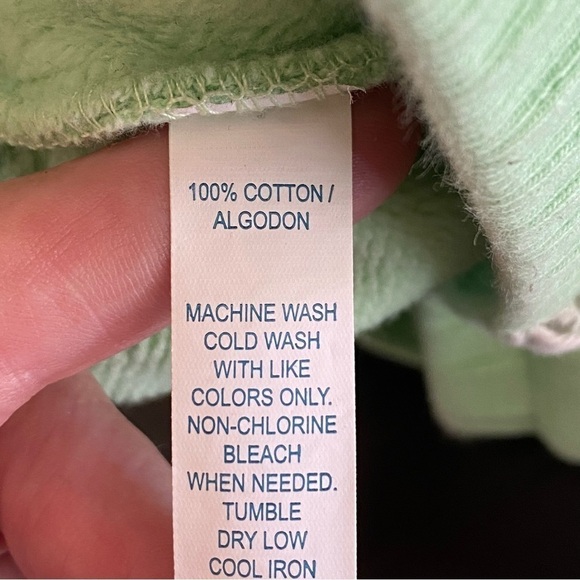 100% COTTON /
ALGODON
MACHINE WASH
COLD WASH
WITH LIKE
COLORS ONLY.
NON-CHLORINE
BLEACH
WHEN NEEDED.
TUMBLE
DRY LOW
COOL IRON